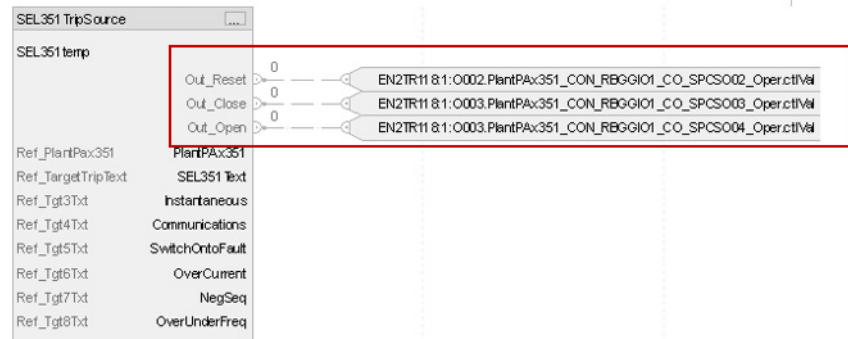 SEL351 TripSource ...
SEL351 temp
Out_Reset 0 EN2TR118:1:O002.PlantPAx351_CON_RBGGIO1_CO_SPCSO02_Oper.ctlVal
Out_Close 0 EN2TR118:1:O003.PlantPAx351_CON_RBGGIO1_CO_SPCSO03_Oper.ctlVal
Out_Open 0 EN2TR118:1:O003.PlantPAx351_CON_RBGGIO1_CO_SPCSO04_Oper.ctlVal
Ref_PlantPax351 PlantPAx351
Ref_TargetTripText SEL351Text
Ref_Tgt3Txt Instantaneous
Ref_Tgt4Txt Communications
Ref_Tgt5Txt SwitchOntoFault
Ref_Tgt6Txt OverCurrent
Ref_Tgt7Txt NegSeq
Ref_Tgt8Txt OverUnderFreq